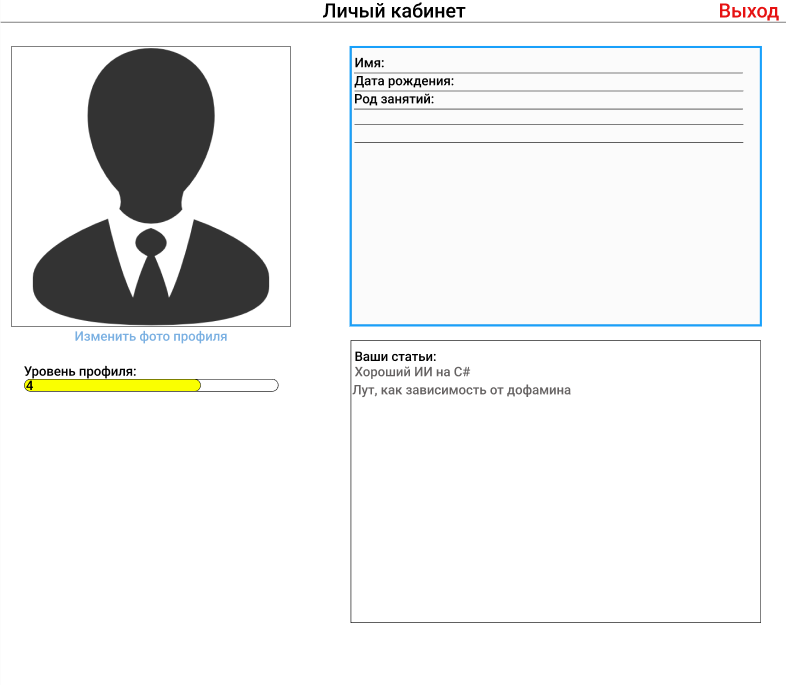 Личый кабинет
Выход
Имя:
Дата рождения:
Род занятий:
Изменить фото профиля
Уровень профиля:
4
Ваши статьи:
Хороший ИИ на C#
Лут, как зависимость от дофамина